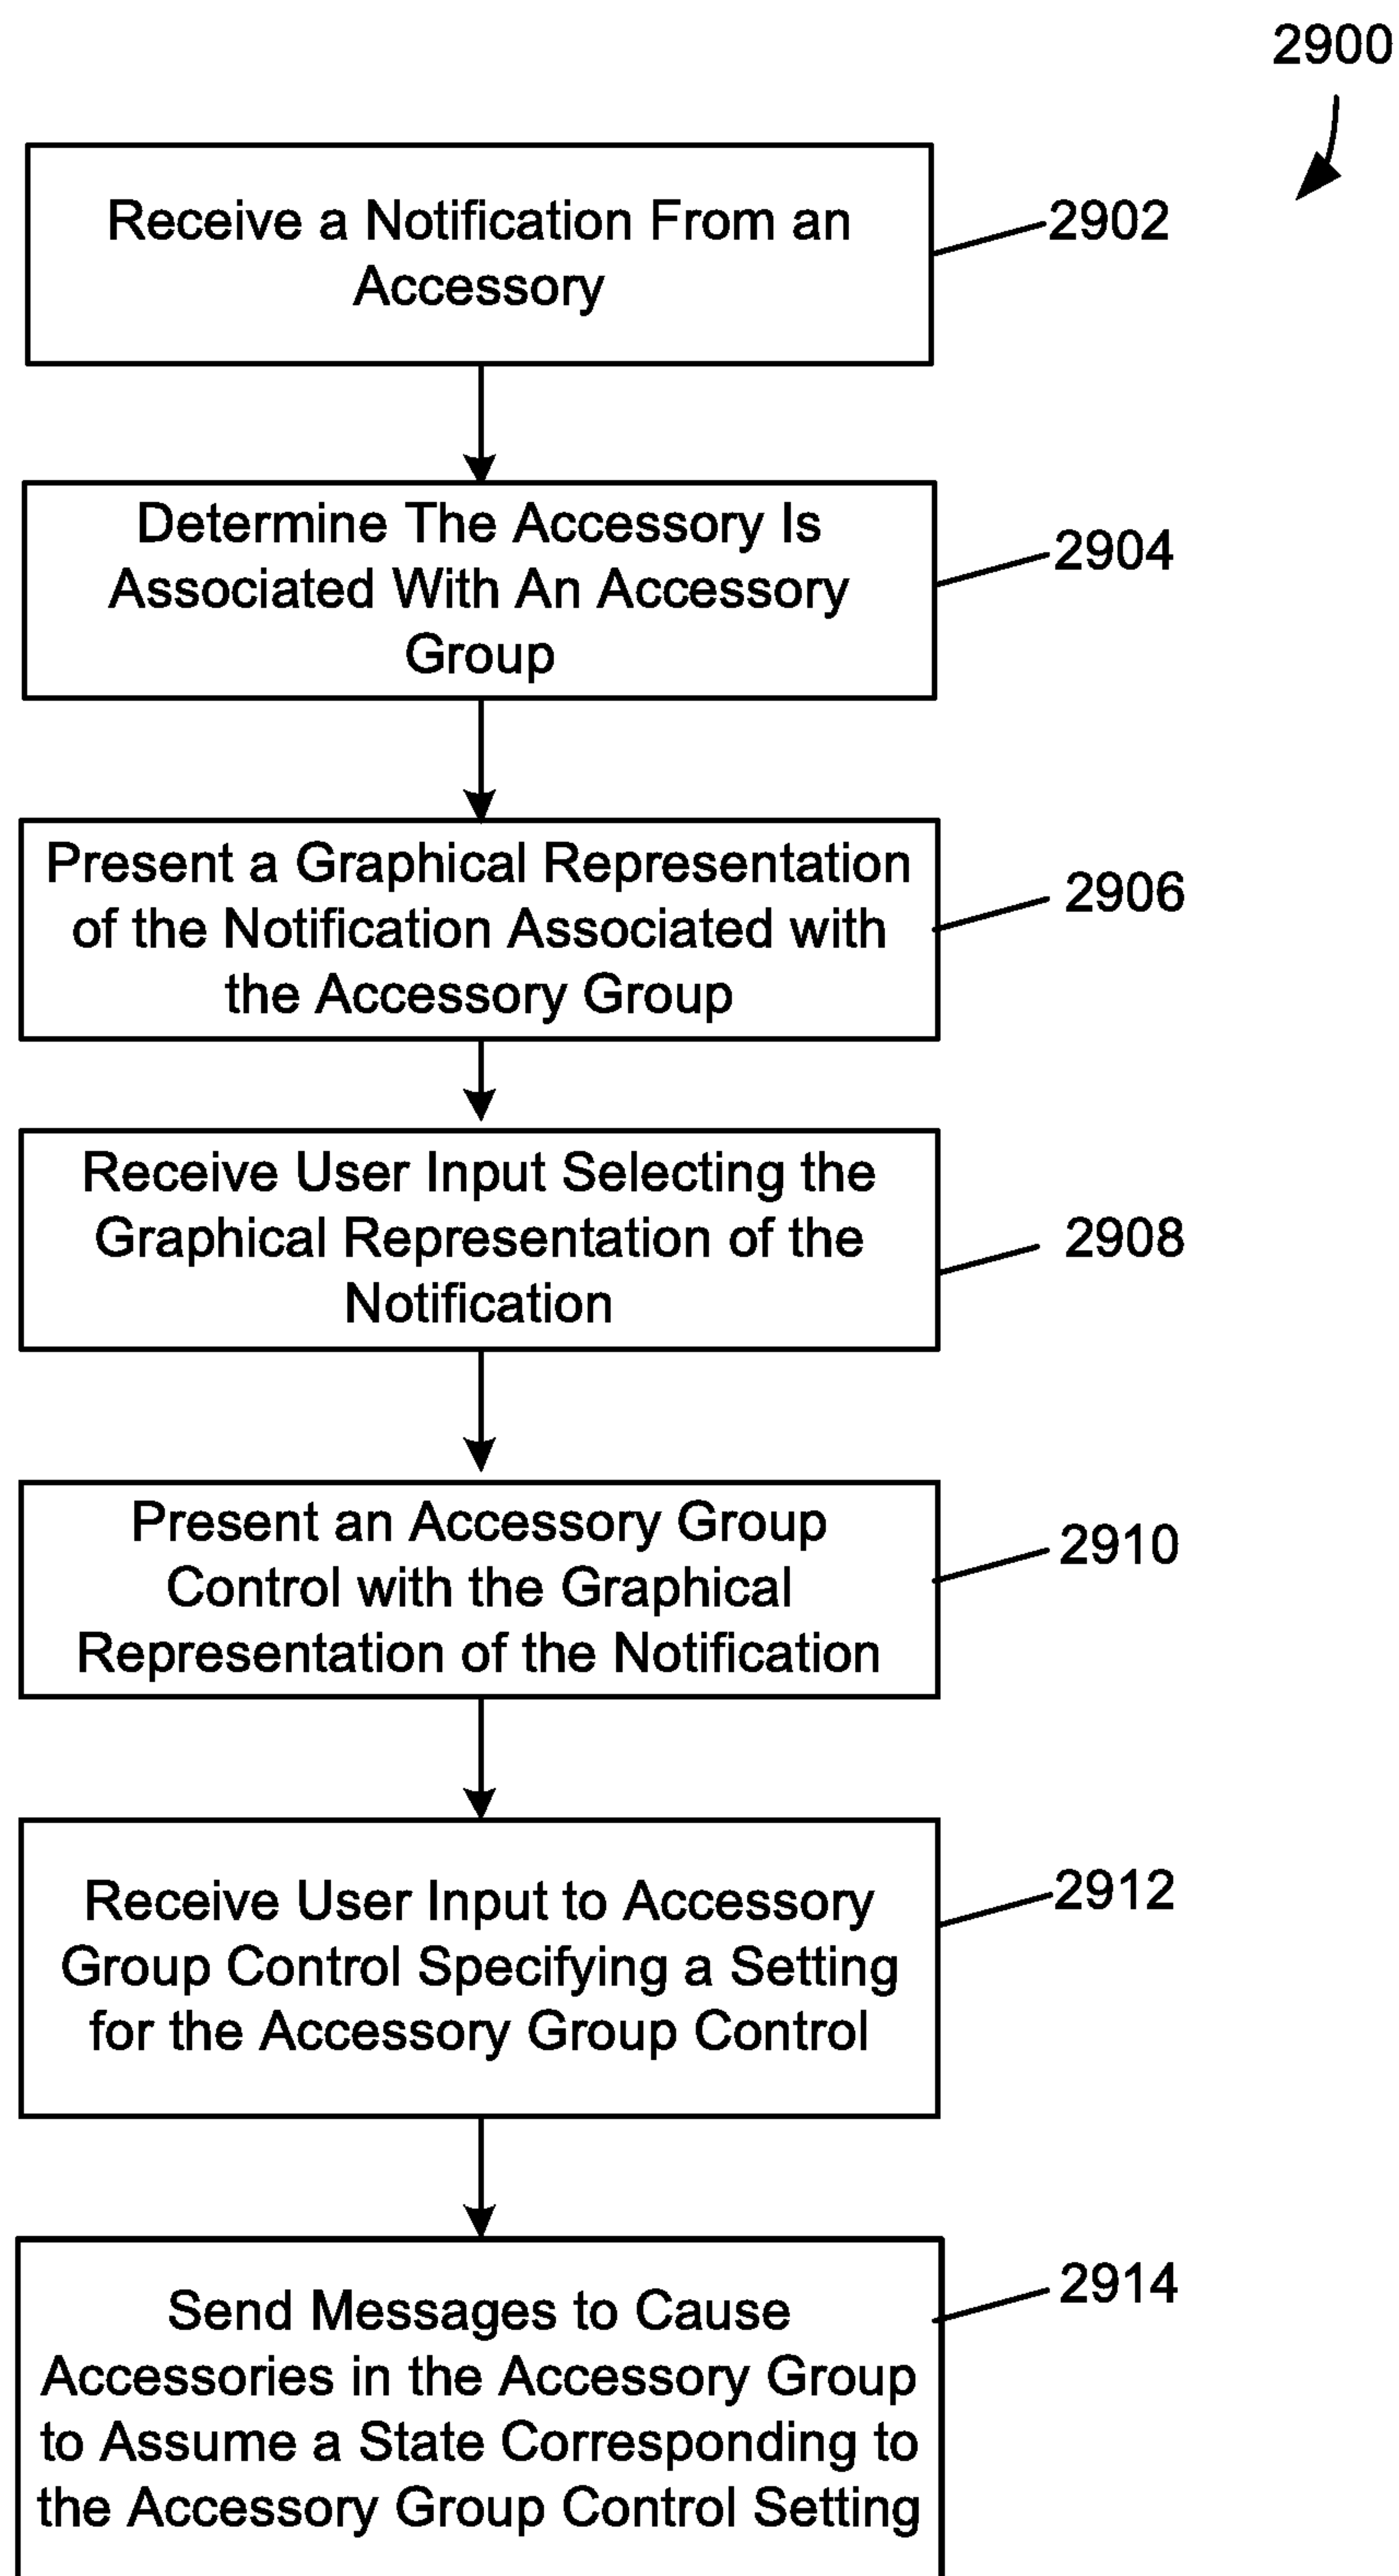 2900
Receive a Notification From an
Accessory
2902
Determine The Accessory Is
Associated With An Accessory
Group
2904
Present a Graphical Representation
of the Notification Associated with
the Accessory Group
2906
Receive User Input Selecting the
Graphical Representation of the
Notification
2908
Present an Accessory Group
Control with the Graphical
Representation of the Notification
2910
Receive User Input to Accessory
Group Control Specifying a Setting
for the Accessory Group Control
2912
Send Messages to Cause
Accessories in the Accessory Group
to Assume a State Corresponding to
the Accessory Group Control Setting
2914